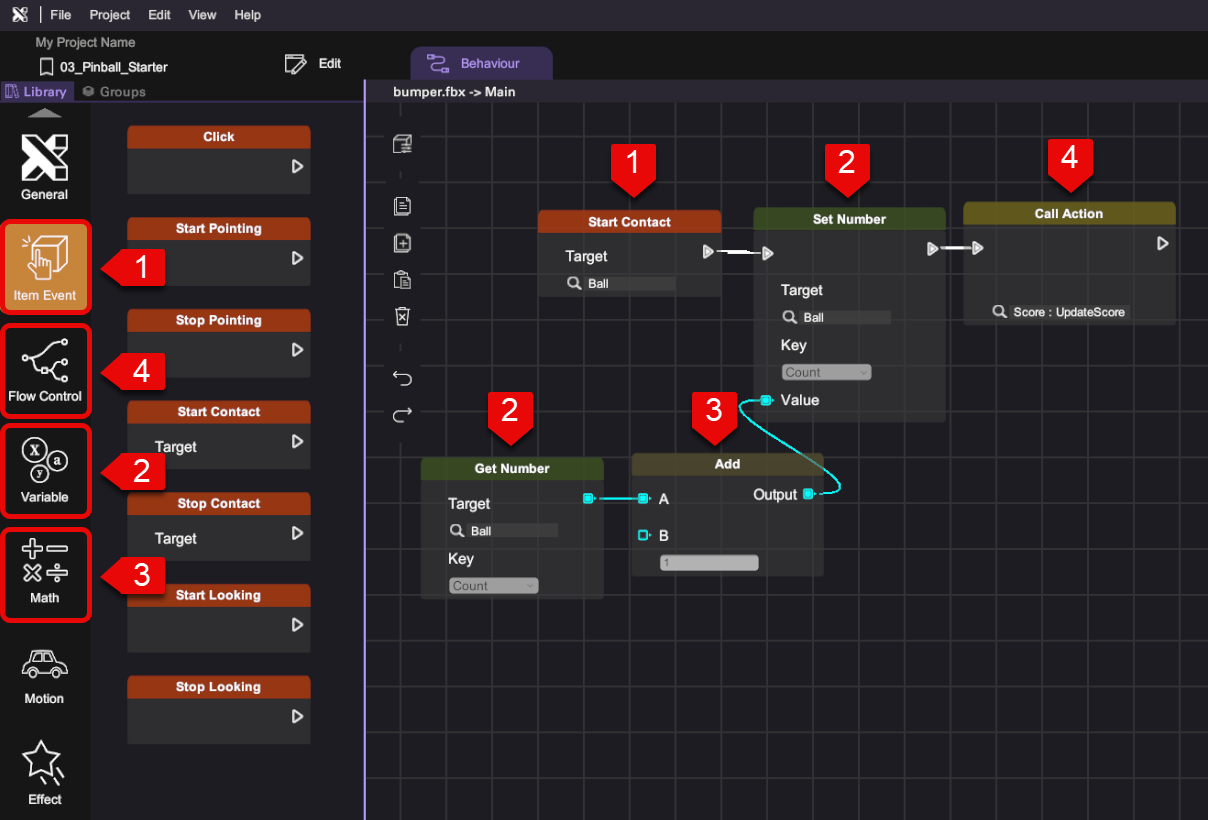 File Project Edit View Help
My Project Name
03_Pinball_Starter
Edit
Behaviour
Library Groups
bumper.fbx -> Main
General
Item Event
1
Flow Control
4
Variable
2
Math
3
Motion
Effect
Click
Start Pointing
Stop Pointing
Start Contact
Target
Stop Contact
Target
Start Looking
Stop Looking
1
Start Contact
Target
Ball
2
Set Number
Target
Ball
Key
Count
Value
4
Call Action
Score : UpdateScore
2
Get Number
Target
Ball
Key
Count
3
Add
A
Output
B
1